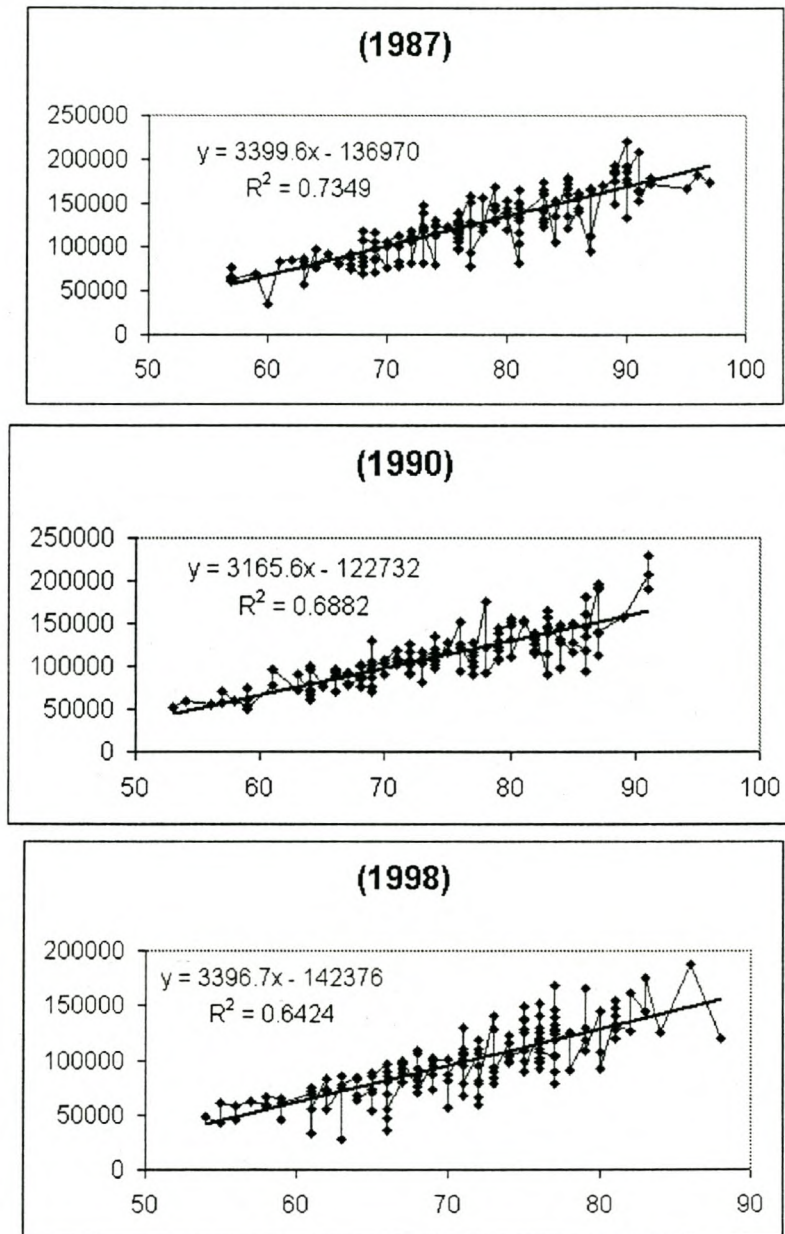 (1987)
250000
200000
150000
100000
50000
0
y = 3399.6x - 136970
R² = 0.7349
50 60 70 80 90 100
(1990)
250000
200000
150000
100000
50000
0
y = 3165.6x - 122732
R² = 0.6882
50 60 70 80 90 100
(1998)
200000
150000
100000
50000
0
y = 3396.7x - 142376
R² = 0.6424
50 60 70 80 90